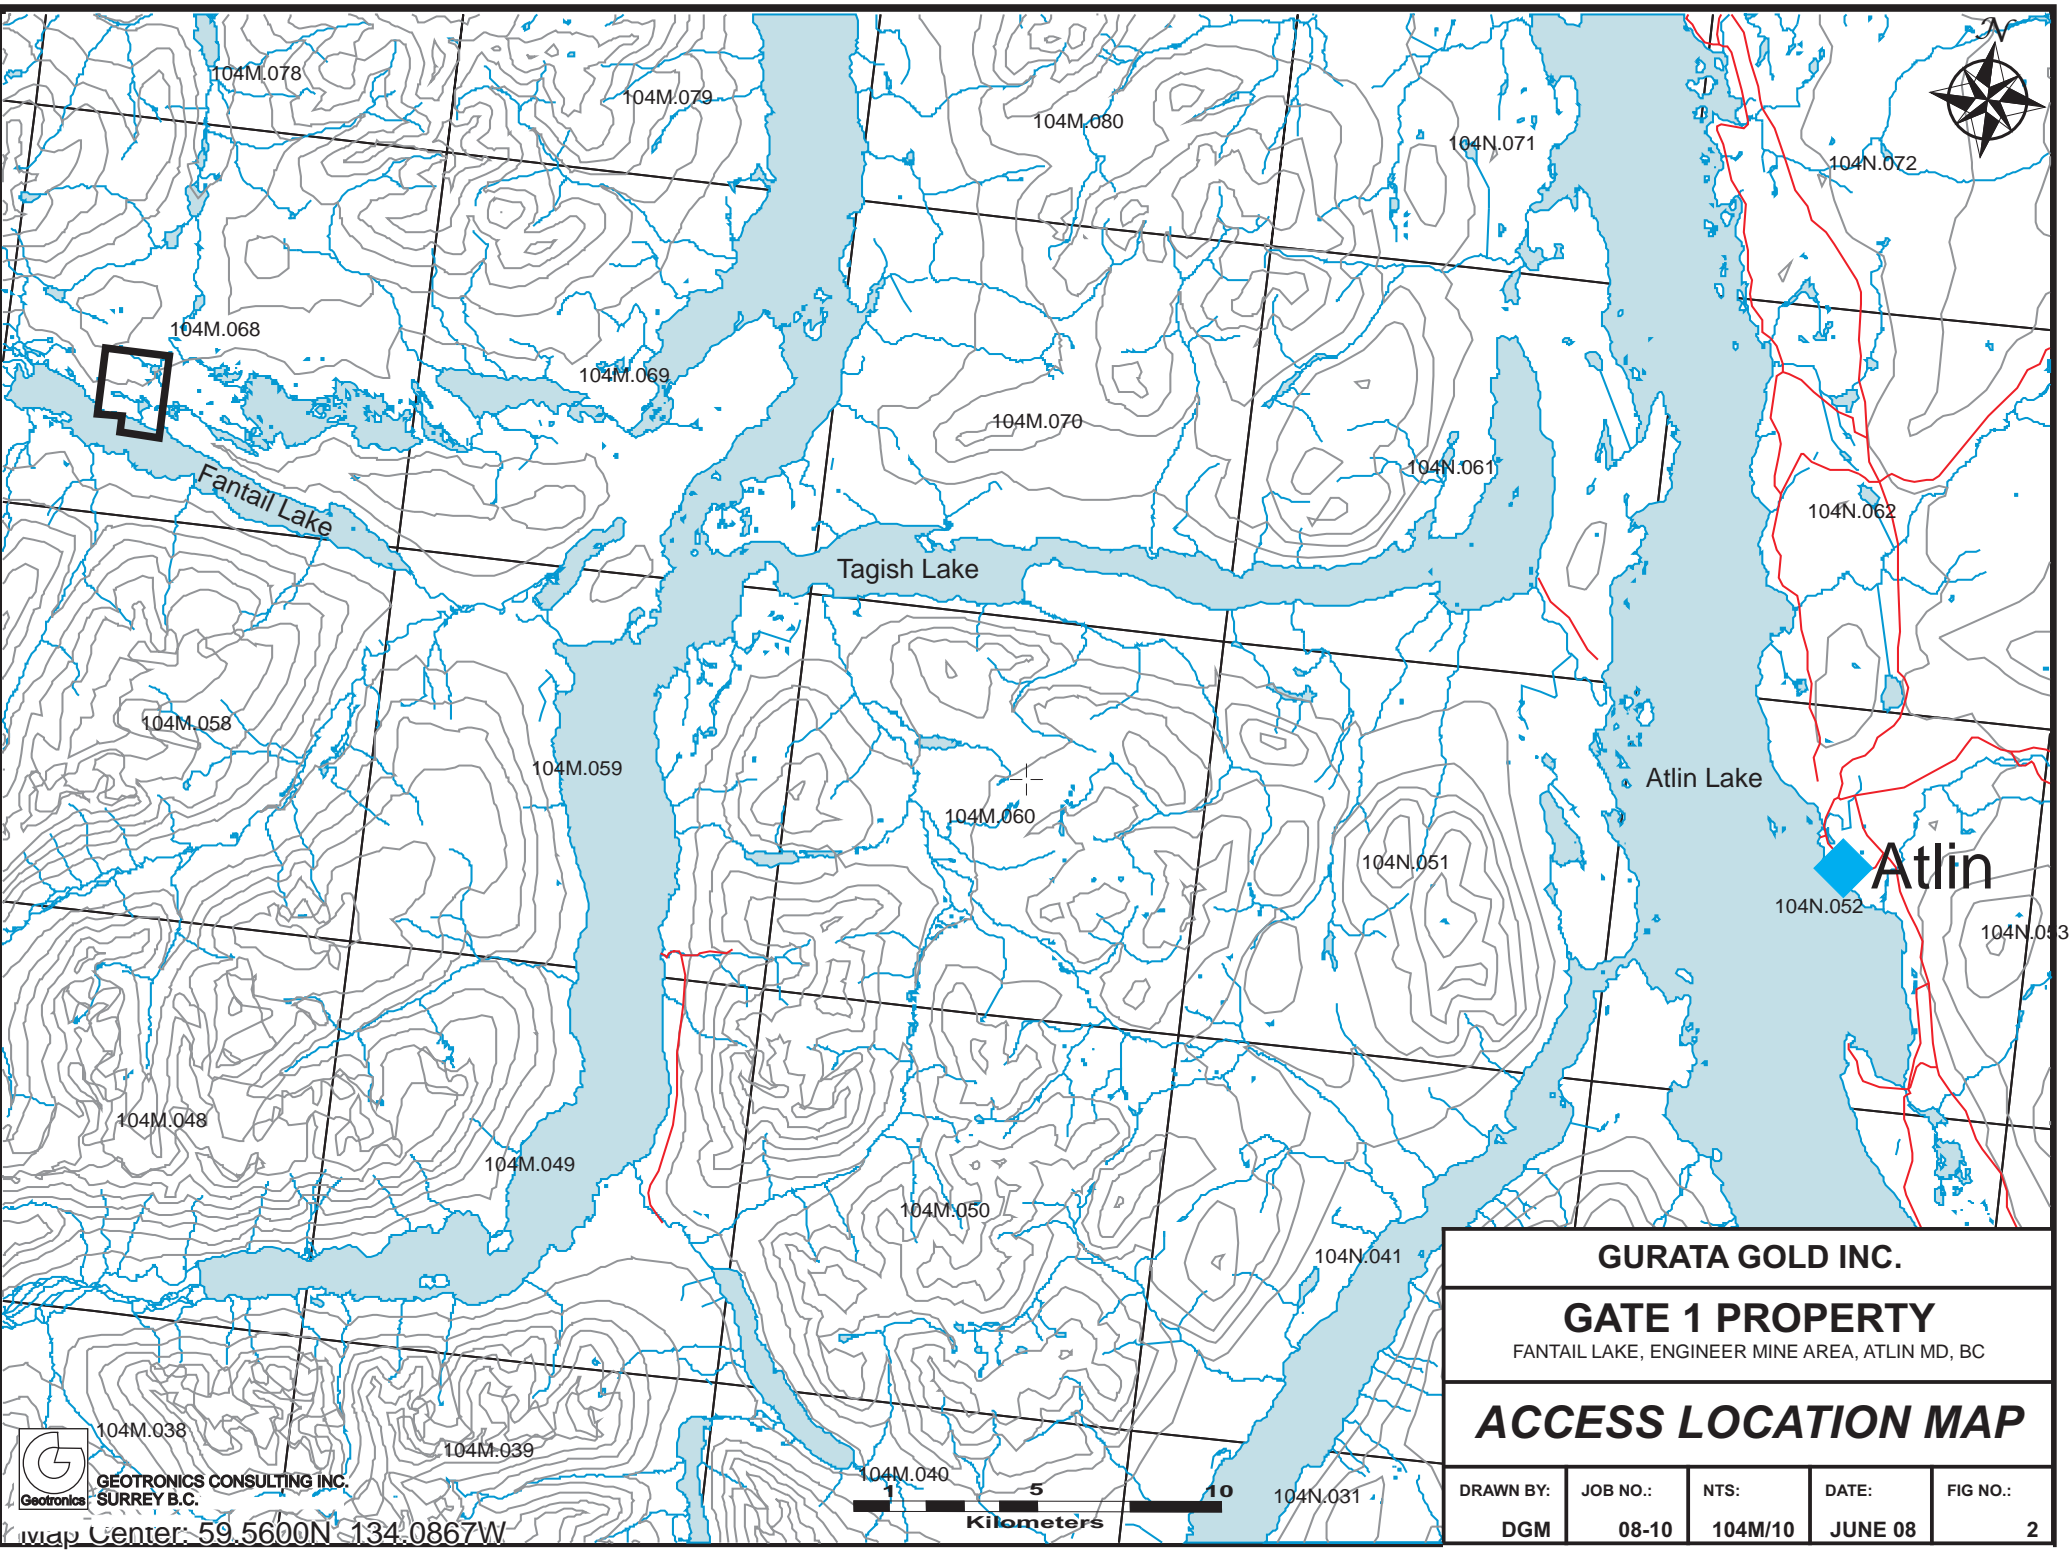 N
104M.078
104M.079
104M.080
104N.071
104N.072
104M.068
104M.069
104M.070
104N.061
104N.062
Fantail Lake
Tagish Lake
104M.058
104M.059
104M.060
Atlin Lake
104N.051
Atlin
104N.052
104N.053
104M.048
104M.049
104M.050
104N.041
104M.038
104M.039
104M.040
104N.031
GURATA GOLD INC.
GATE 1 PROPERTY
FANTAIL LAKE, ENGINEER MINE AREA, ATLIN MD, BC
ACCESS LOCATION MAP
DRAWN BY: JOB NO.: NTS: DATE: FIG NO.:
DGM 08-10 104M/10 JUNE 08 2
Geotronics
GEOTRONICS CONSULTING INC.
SURREY B.C.
1 5 10
Kilometers
Map Center: 59.5600N 134.0867W